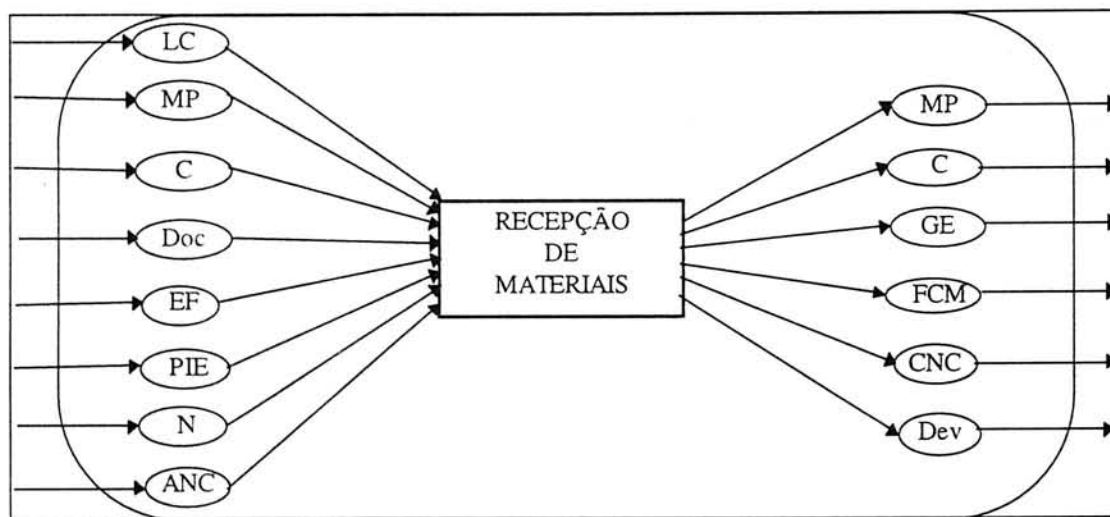 LC
MP
C
Doc
EF
PIE
N
ANC
RECEPÇÃO
DE
MATERIAIS
MP
C
GE
FCM
CNC
Dev